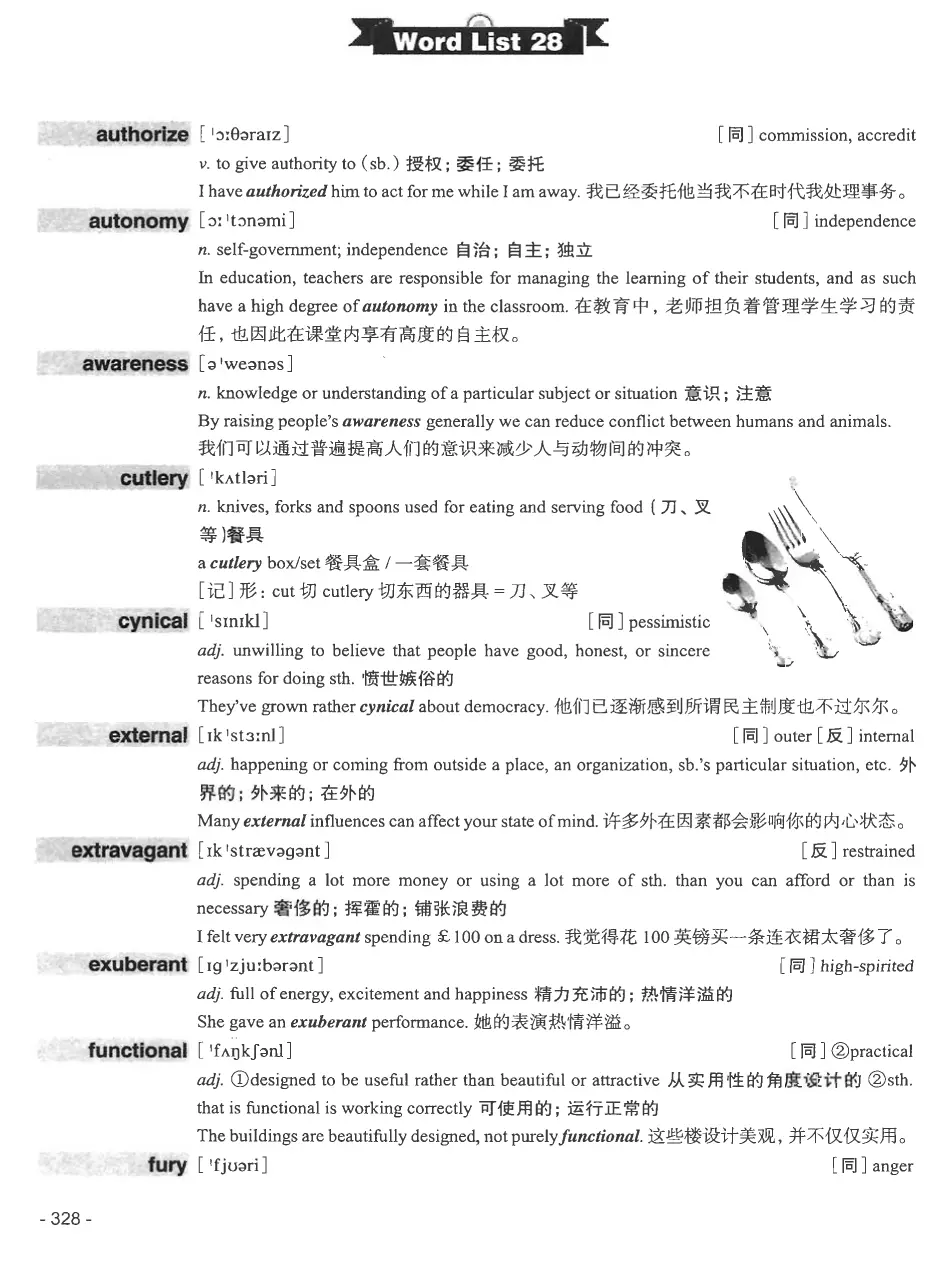 Word List 28
authorize [ˈɔːθəraɪz] [同] commission, accredit
v. to give authority to (sb.) 授权; 委任; 委托
I have authorized him to act for me while I am away. 我已经委托他当我不在时代我处理事务。
autonomy [ɔːˈtɔnəmi] [同] independence
n. self-government; independence 自治; 自主; 独立
In education, teachers are responsible for managing the learning of their students, and as such
have a high degree of autonomy in the classroom. 在教育中, 老师担负着管理学生学习的责
任, 也因此在课堂内享有高度的自主权。
awareness [əˈweənəs]
n. knowledge or understanding of a particular subject or situation 意识; 注意
By raising people's awareness generally we can reduce conflict between humans and animals.
我们可以通过普遍提高人们的意识来减少人与动物间的冲突。
cutlery [ˈkʌtləri]
n. knives, forks and spoons used for eating and serving food (刀、叉
等)餐具
a cutlery box/set 餐具盒 / 一套餐具
[记] 形: cut 切 cutlery 切东西的器具 = 刀、叉等
cynical [ˈsɪnɪkl] [同] pessimistic
adj. unwilling to believe that people have good, honest, or sincere
reasons for doing sth. 愤世嫉俗的
They've grown rather cynical about democracy. 他们已逐渐感到所谓民主制度也不过尔尔。
external [ɪkˈstɜːnl] [同] outer [反] internal
adj. happening or coming from outside a place, an organization, sb.'s particular situation, etc. 外
界的; 外来的; 在外的
Many external influences can affect your state of mind. 许多外在因素都会影响你的内心状态。
extravagant [ɪkˈstrævəgənt] [反] restrained
adj. spending a lot more money or using a lot more of sth. than you can afford or than is
necessary 奢侈的; 挥霍的; 铺张浪费的
I felt very extravagant spending £100 on a dress. 我觉得花 100 英镑买一条连衣裙太奢侈了。
exuberant [ɪgˈzjuːbərənt] [同] high-spirited
adj. full of energy, excitement and happiness 精力充沛的; 热情洋溢的
She gave an exuberant performance. 她的表演热情洋溢。
functional [ˈfʌŋkʃənl] [同] ②practical
adj. ①designed to be useful rather than beautiful or attractive 从实用性的角度设计的 ②sth.
that is functional is working correctly 可使用的; 运行正常的
The buildings are beautifully designed, not purely functional. 这些楼设计美观, 并不仅仅实用。
fury [ˈfjʊəri] [同] anger
- 328 -